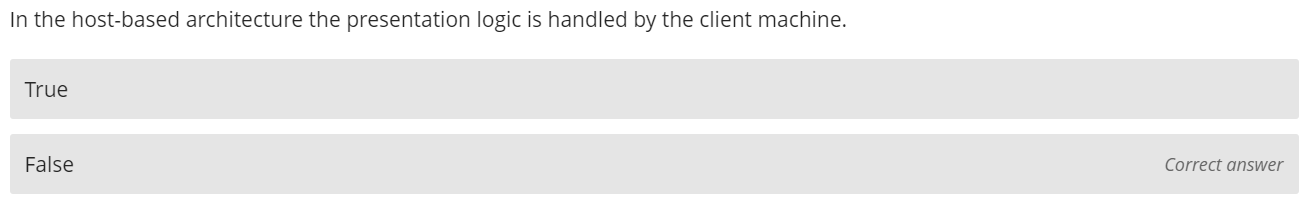 In the host-based architecture the presentation logic is handled by the client machine.
True
False
Correct answer